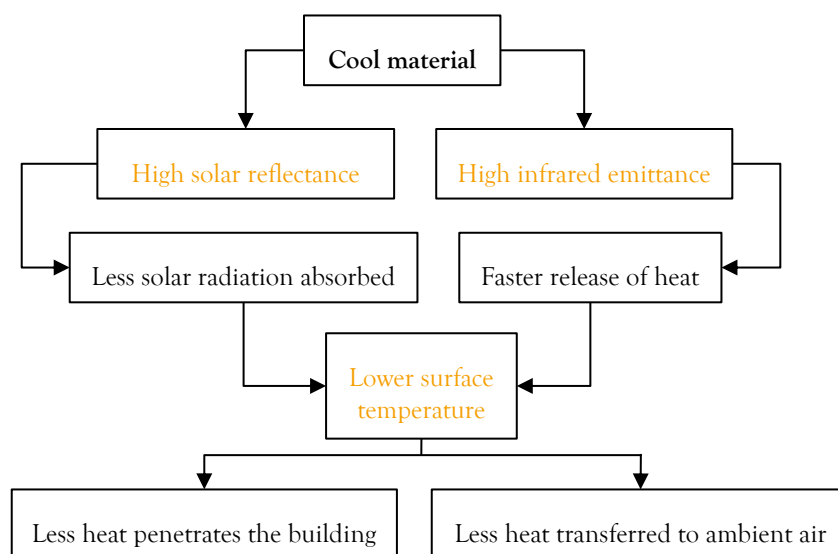 Cool material
High solar reflectance
High infrared emittance
Less solar radiation absorbed
Faster release of heat
Lower surface
temperature
Less heat penetrates the building
Less heat transferred to ambient air